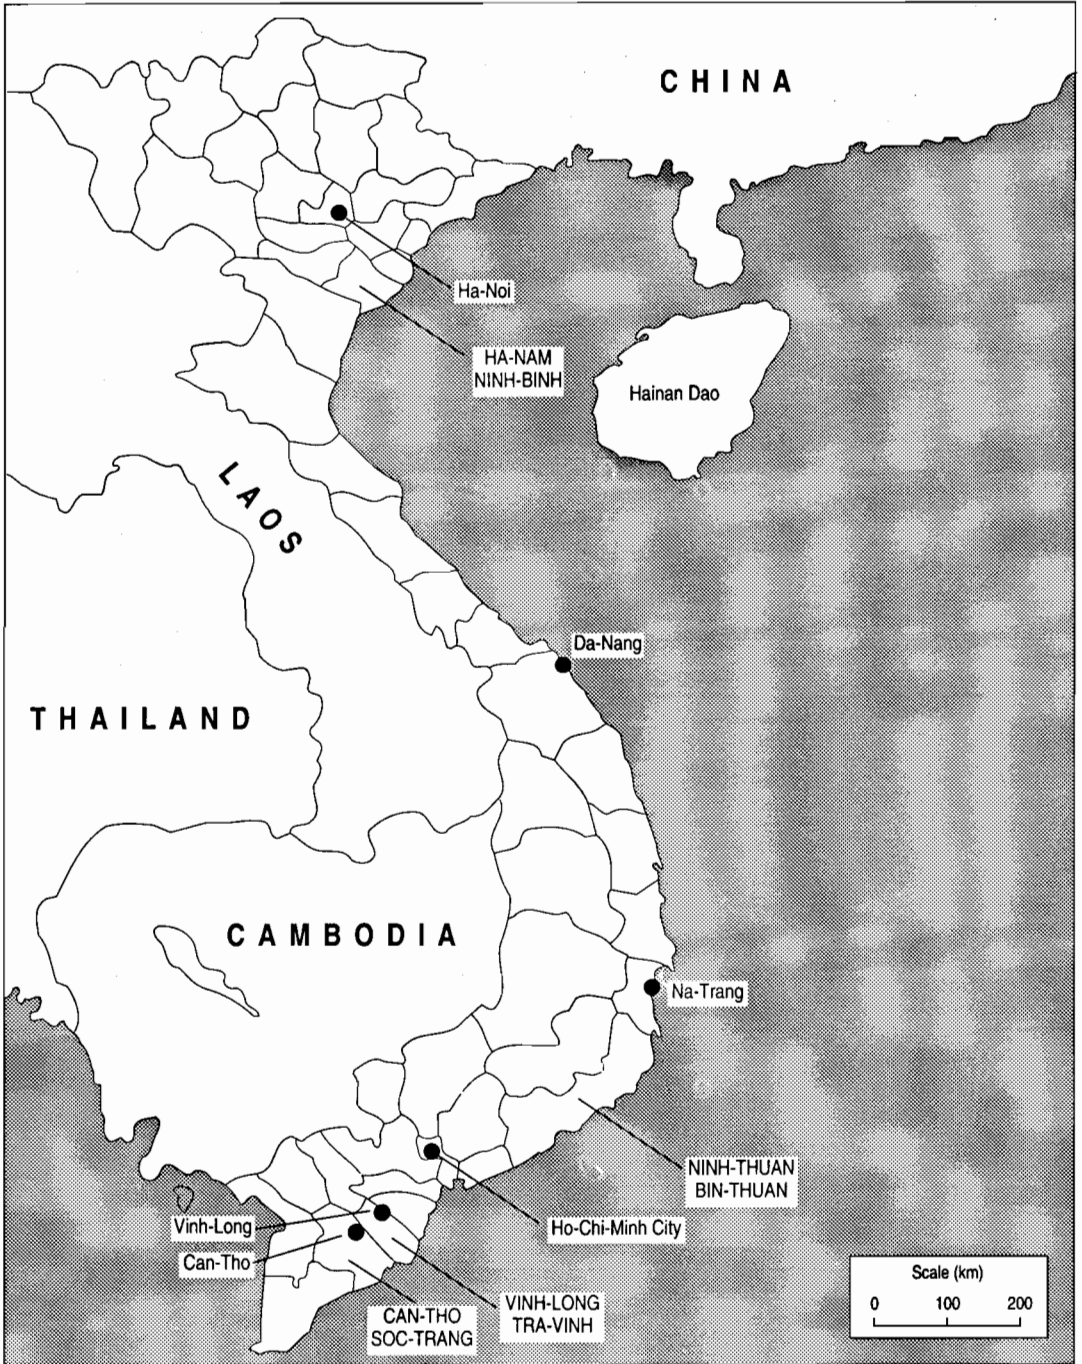 CHINA
Ha-Noi
HA-NAM
NINH-BINH
Hainan Dao
LAOS
Da-Nang
THAILAND
CAMBODIA
Na-Trang
NINH-THUAN
BIN-THUAN
Vinh-Long
Ho-Chi-Minh City
Can-Tho
Scale (km)
0 100 200
VINH-LONG
TRA-VINH
CAN-THO
SOC-TRANG